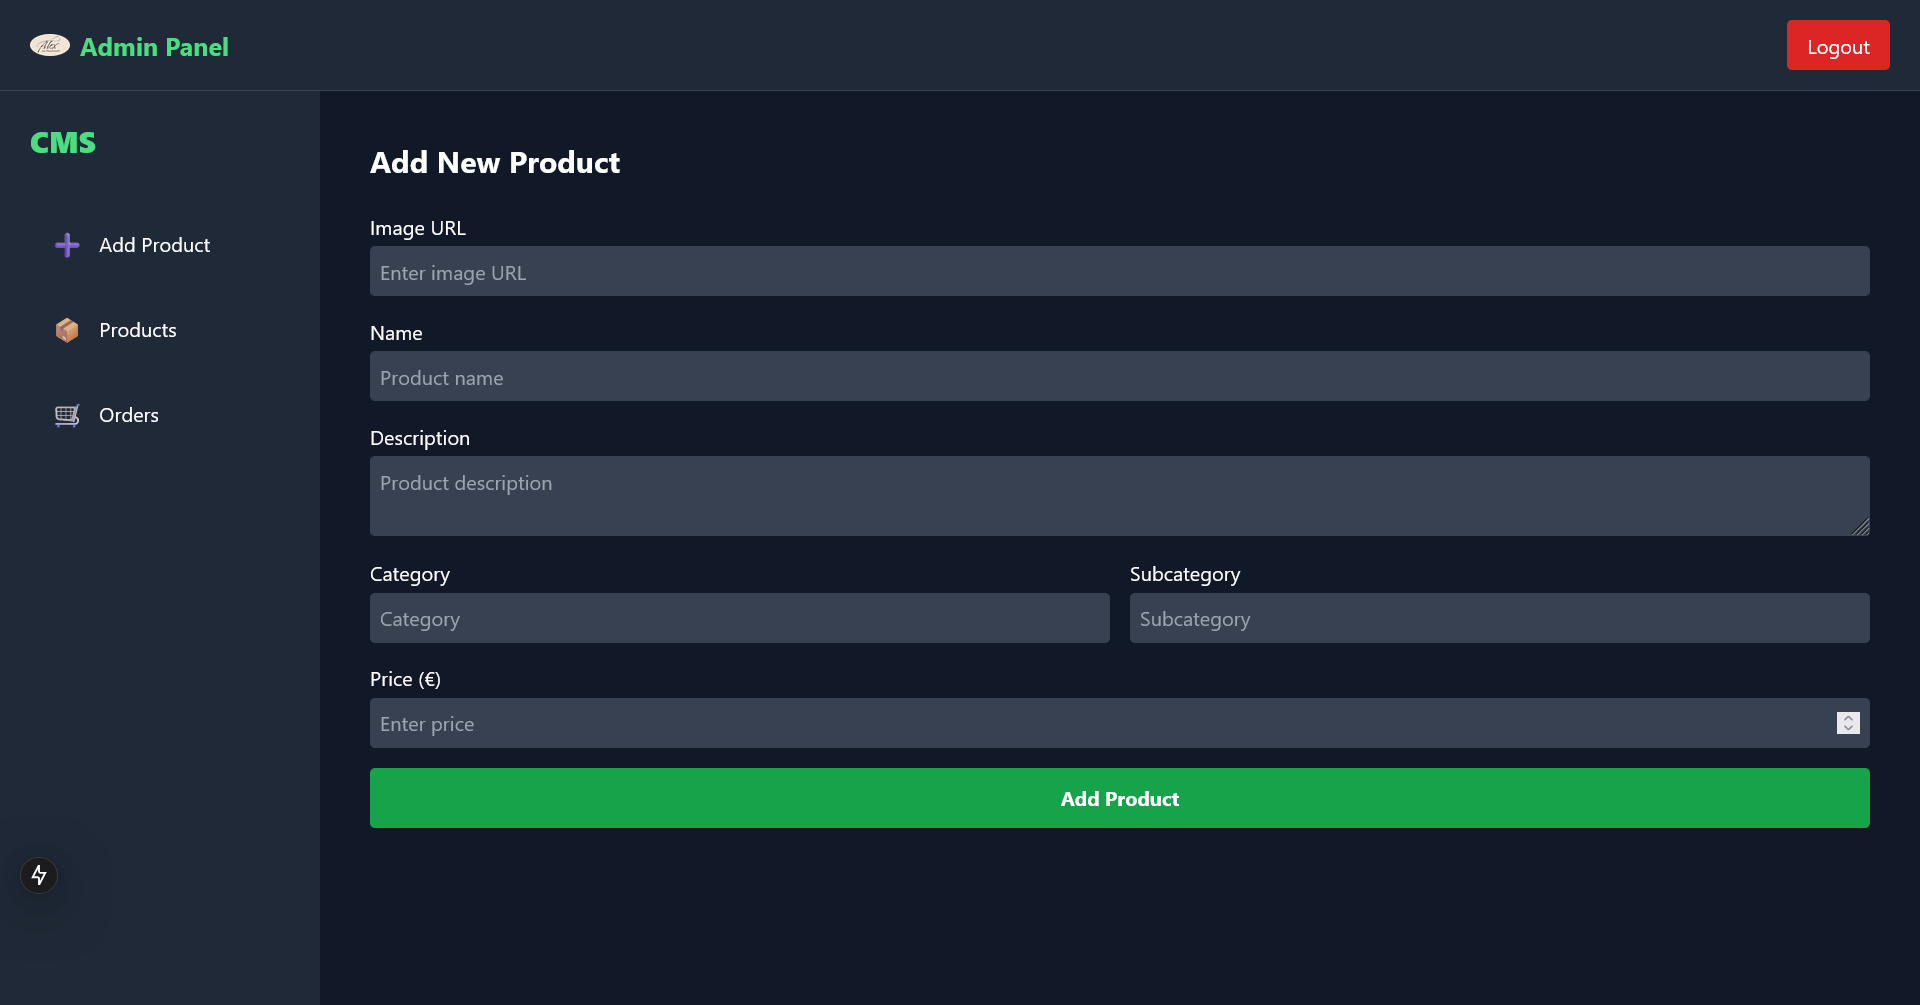 Alex
Admin Panel
Logout
CMS
Add Product
Products
Orders
Add New Product
Image URL
Enter image URL
Name
Product name
Description
Product description
Category
Subcategory
Category
Subcategory
Price (€)
Enter price
Add Product